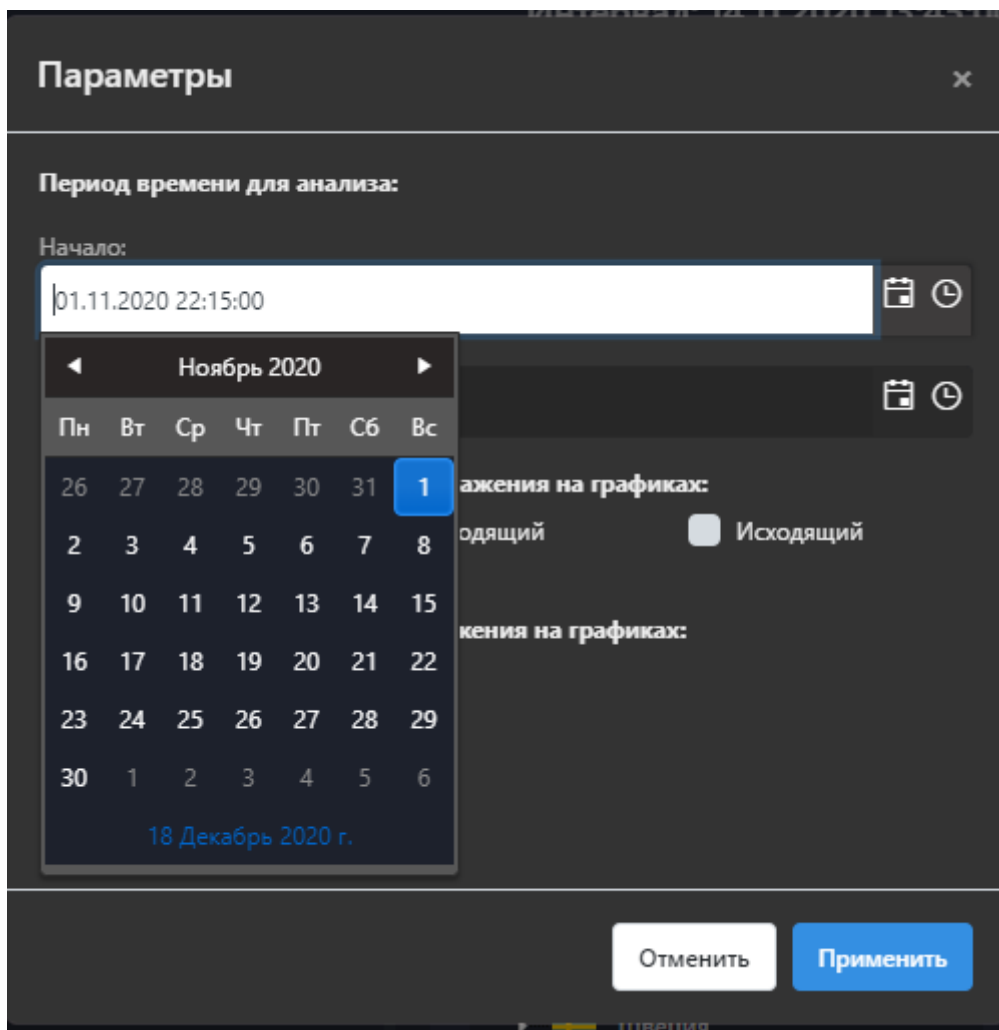 Параметры
Период времени для анализа:
Начало:
01.11.2020 22:15:00
Ноябрь 2020
Пн Вт Ср Чт Пт Сб Вс
26 27 28 29 30 31 1
ажения на графиках:
2 3 4 5 6 7 8
одящий Исходящий
9 10 11 12 13 14 15
жения на графиках:
16 17 18 19 20 21 22
23 24 25 26 27 28 29
30 1 2 3 4 5 6
18 Декабрь 2020 г.
Отменить Применить